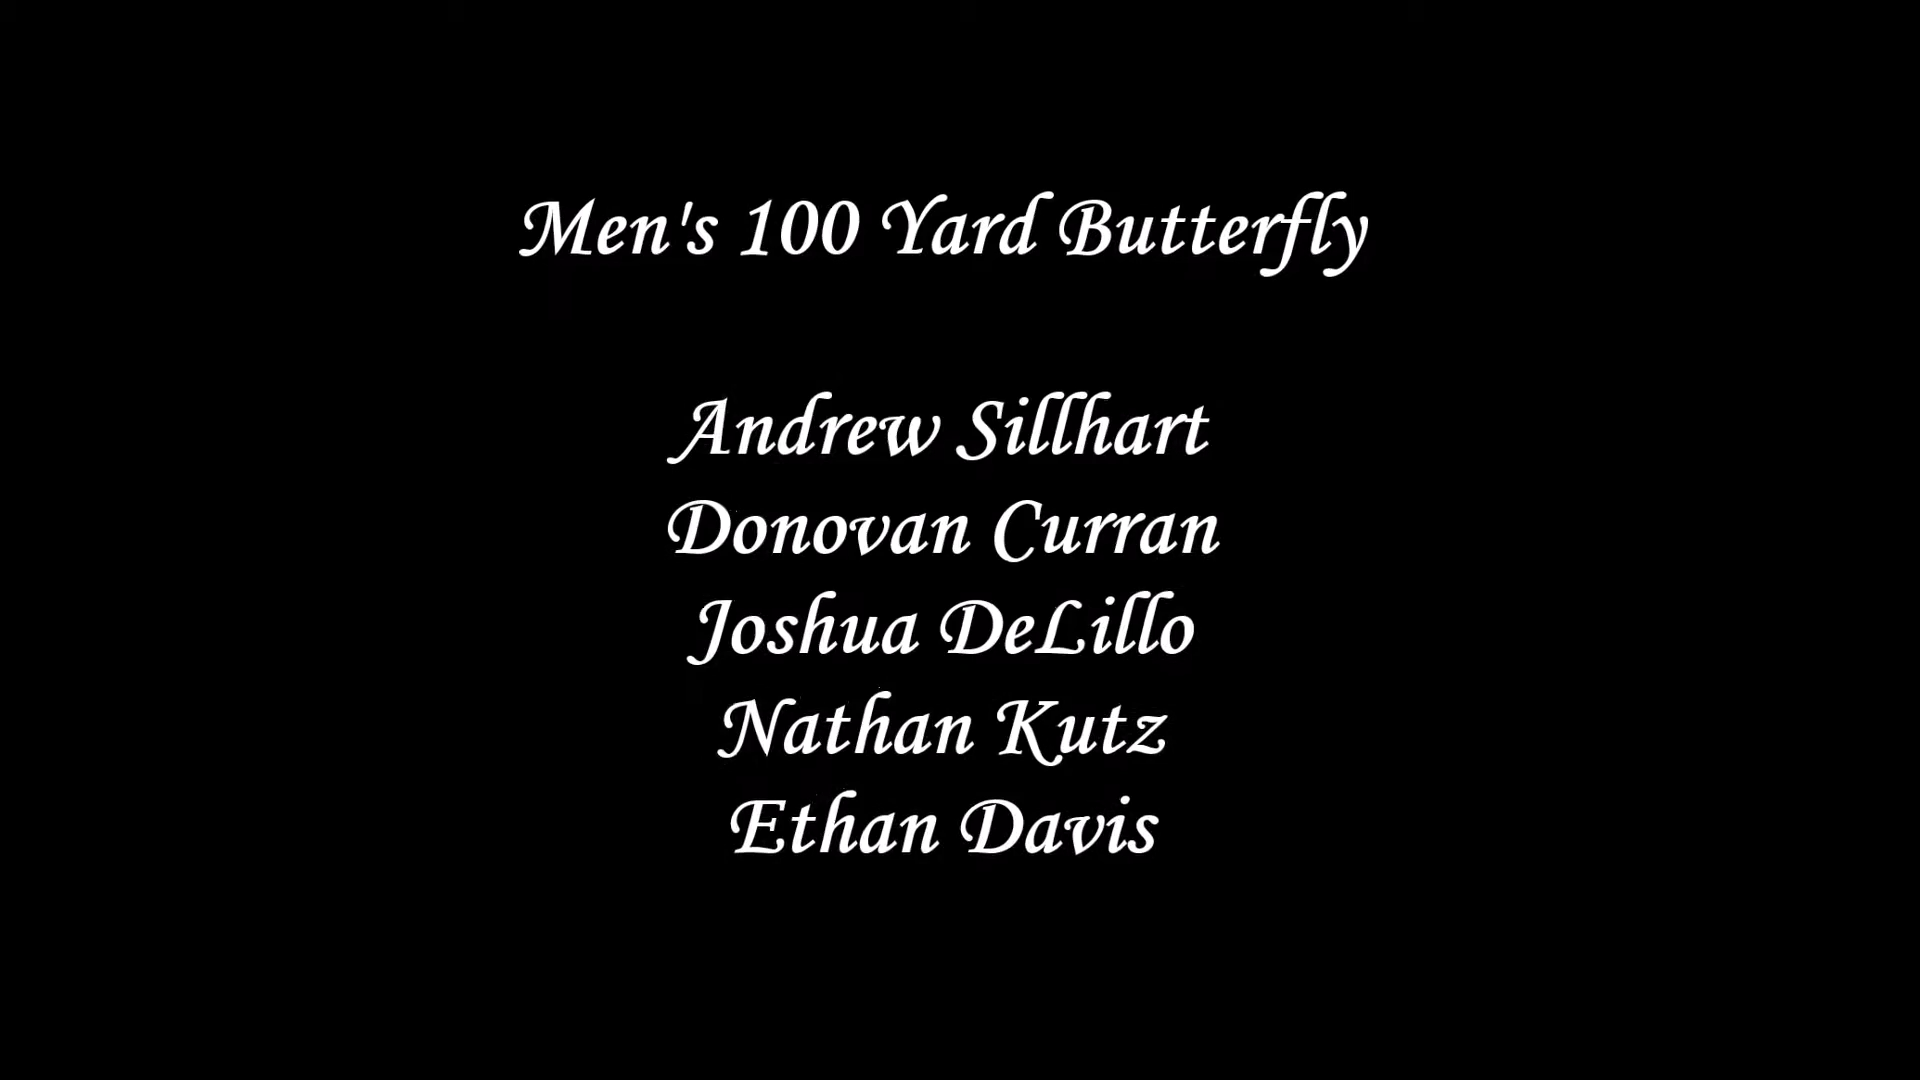 Men's 100 Yard Butterfly
Andrew Sillhart
Donovan Curran
Joshua DeLillo
Nathan Kutz
Ethan Davis